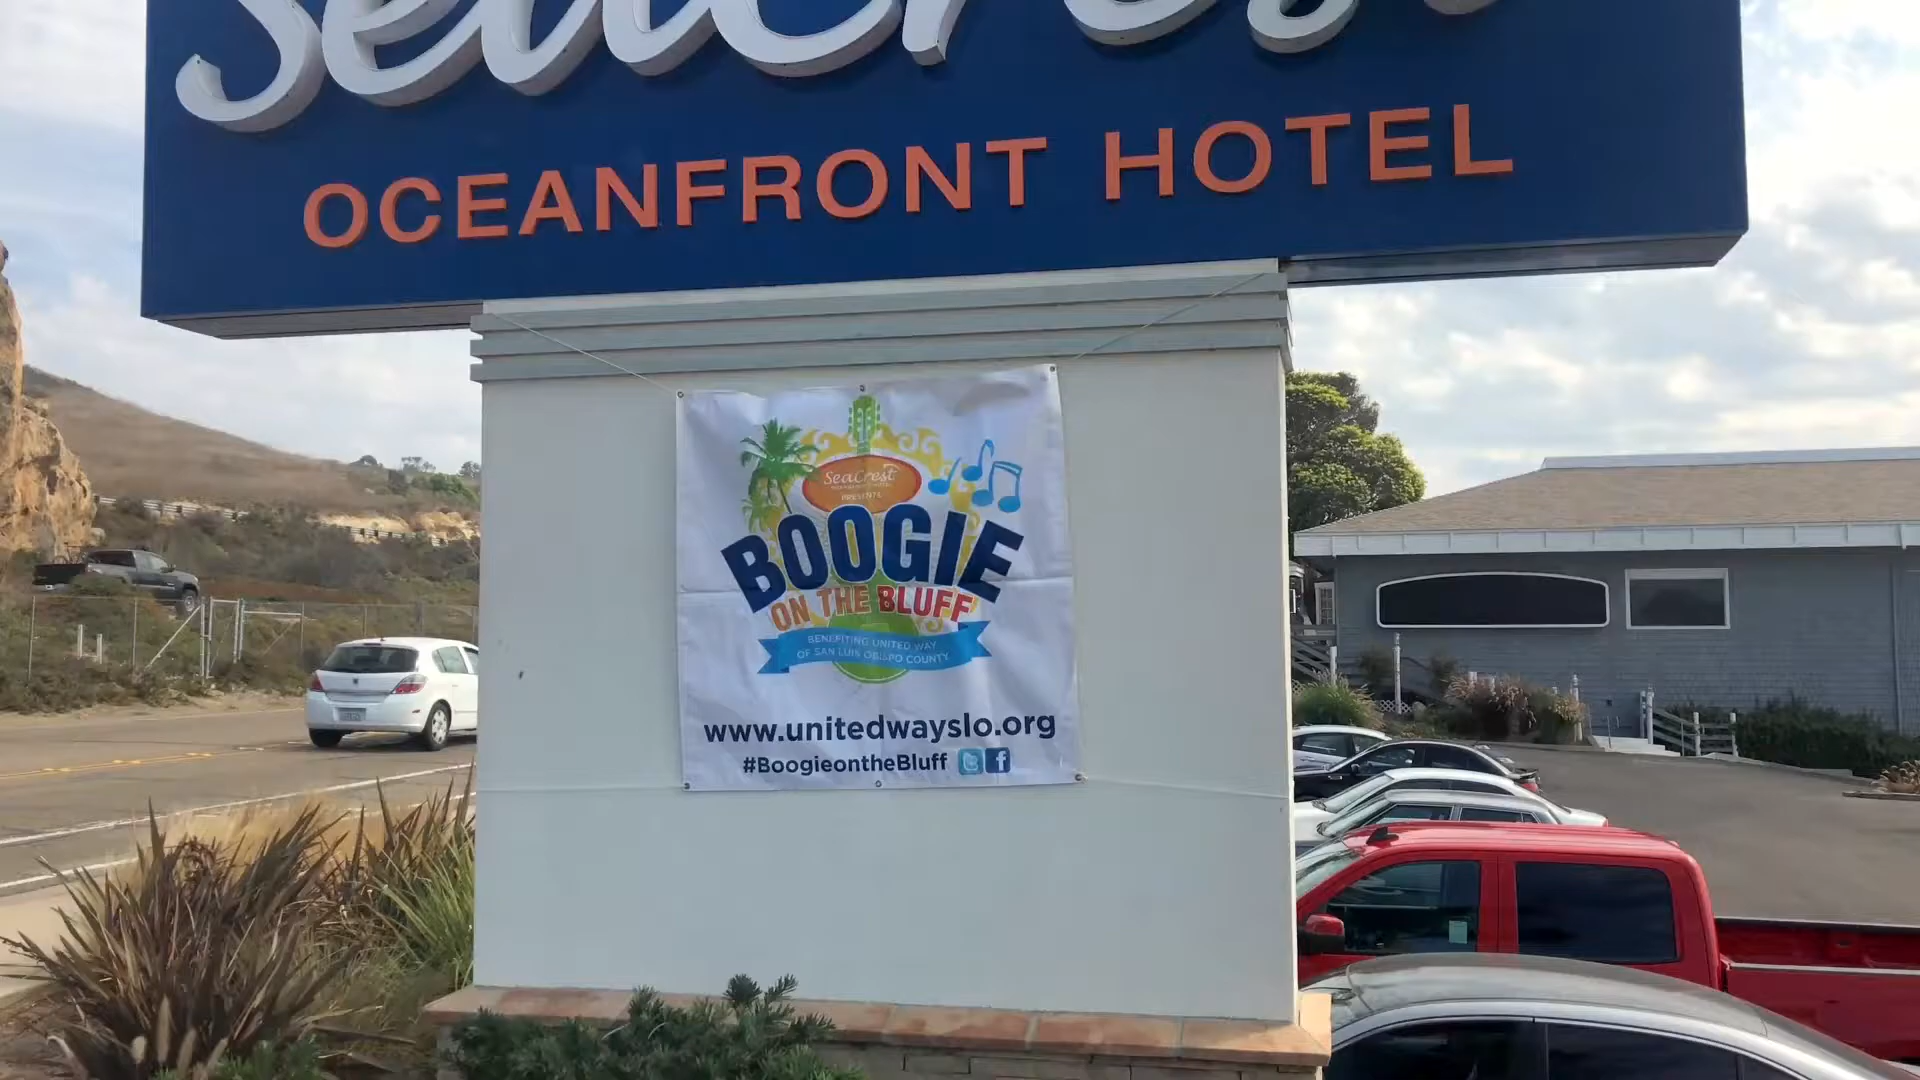 SeaCrest
OCEANFRONT HOTEL
SeaCrest
PRESENTS
BOOGIE
ON THE BLUFF
BENEFITING UNITED WAY
OF SAN LUIS OBISPO COUNTY
www.unitedwayslo.org
#BoogieontheBluff